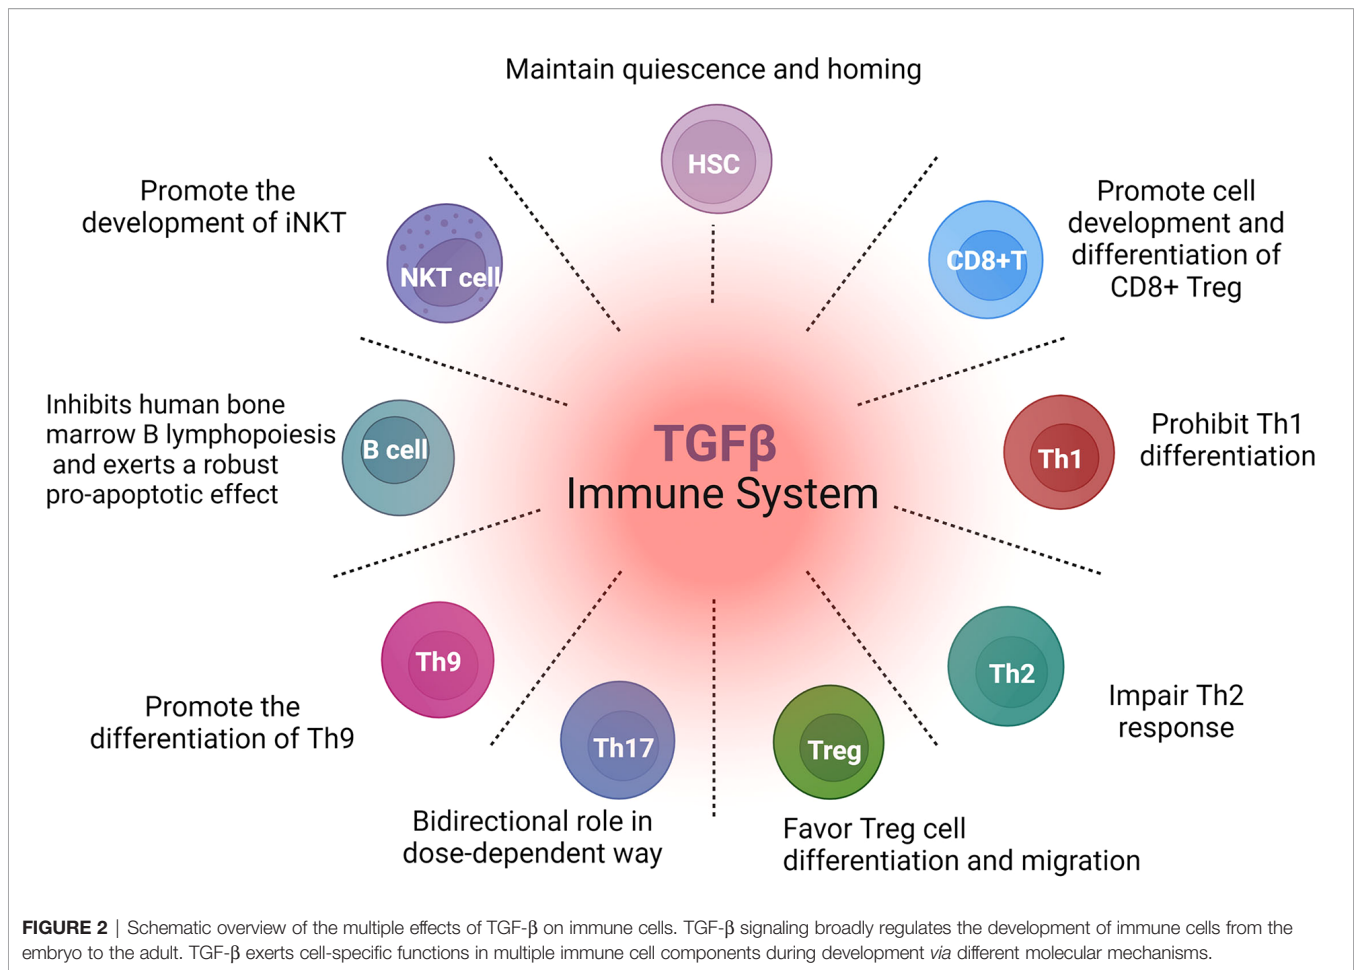 Maintain quiescence and homing
HSC
Promote the
development of iNKT
NKT cell
Promote cell
development and
differentiation of
CD8+ Treg
CD8+T
Inhibits human bone
marrow B lymphopoiesis
and exerts a robust
pro-apoptotic effect
B cell
TGFβ
Immune System
Th1
Prohibit Th1
differentiation
Th9
Promote the
differentiation of Th9
Th17
Bidirectional role in
dose-dependent way
Treg
Favor Treg cell
differentiation and migration
Th2
Impair Th2
response
FIGURE 2 | Schematic overview of the multiple effects of TGF-β on immune cells. TGF-β signaling broadly regulates the development of immune cells from the
embryo to the adult. TGF-β exerts cell-specific functions in multiple immune cell components during development via different molecular mechanisms.